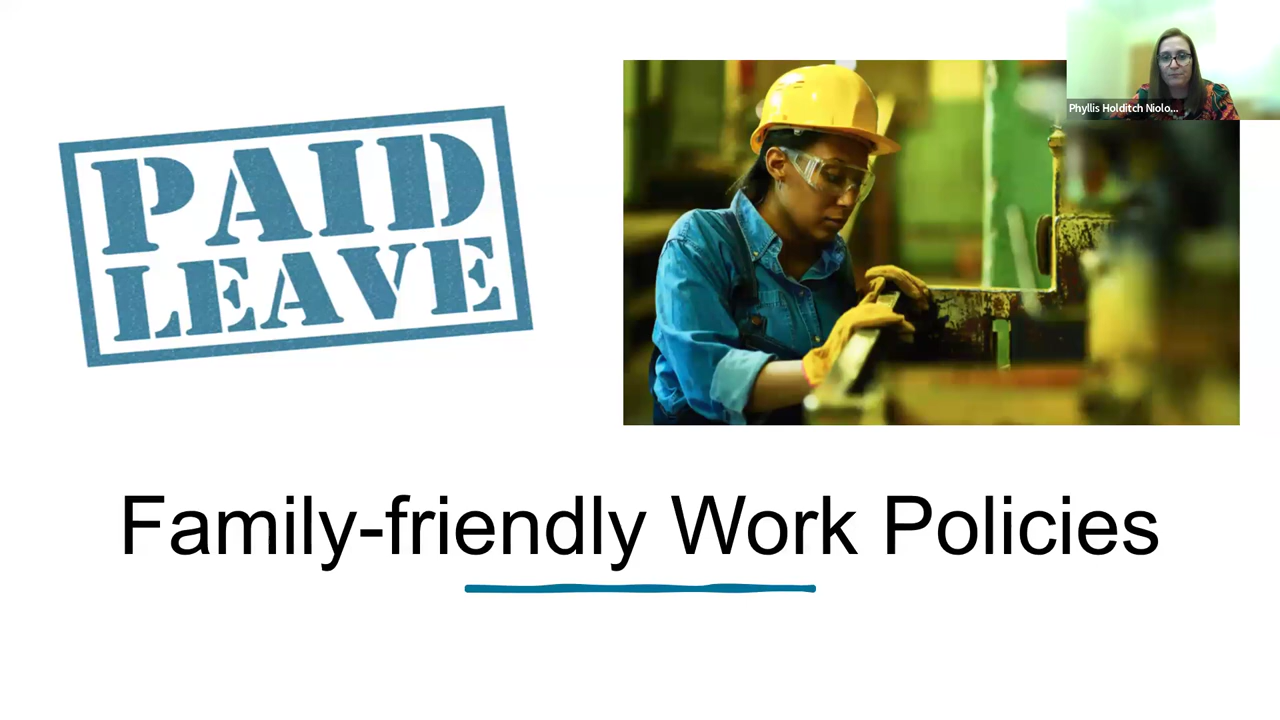 PAID
LEAVE
Phyllis Holditch Niolo...
Family-friendly Work Policies